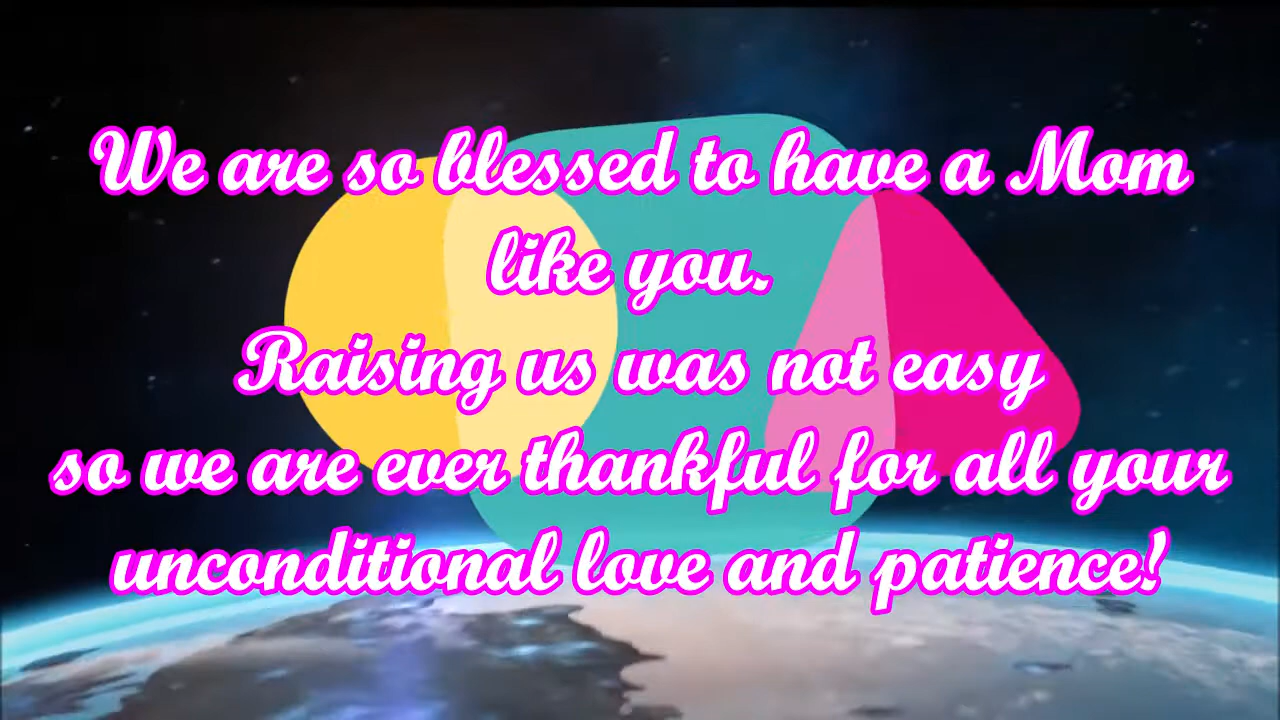 We are so blessed to have a Mom
like you.
Raising us was not easy
so we are ever thankful for all your
unconditional love and patience!